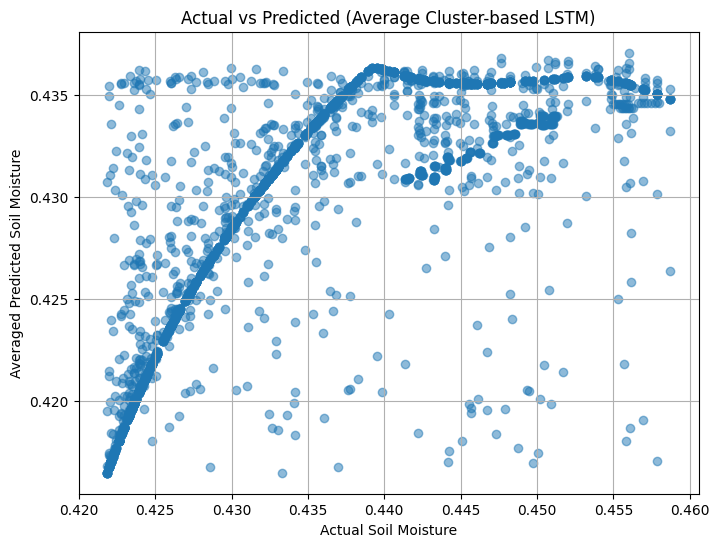 Actual vs Predicted (Average Cluster-based LSTM)
Averaged Predicted Soil Moisture
0.435
0.430
0.425
0.420
0.420 0.425 0.430 0.435 0.440 0.445 0.450 0.455 0.460
Actual Soil Moisture